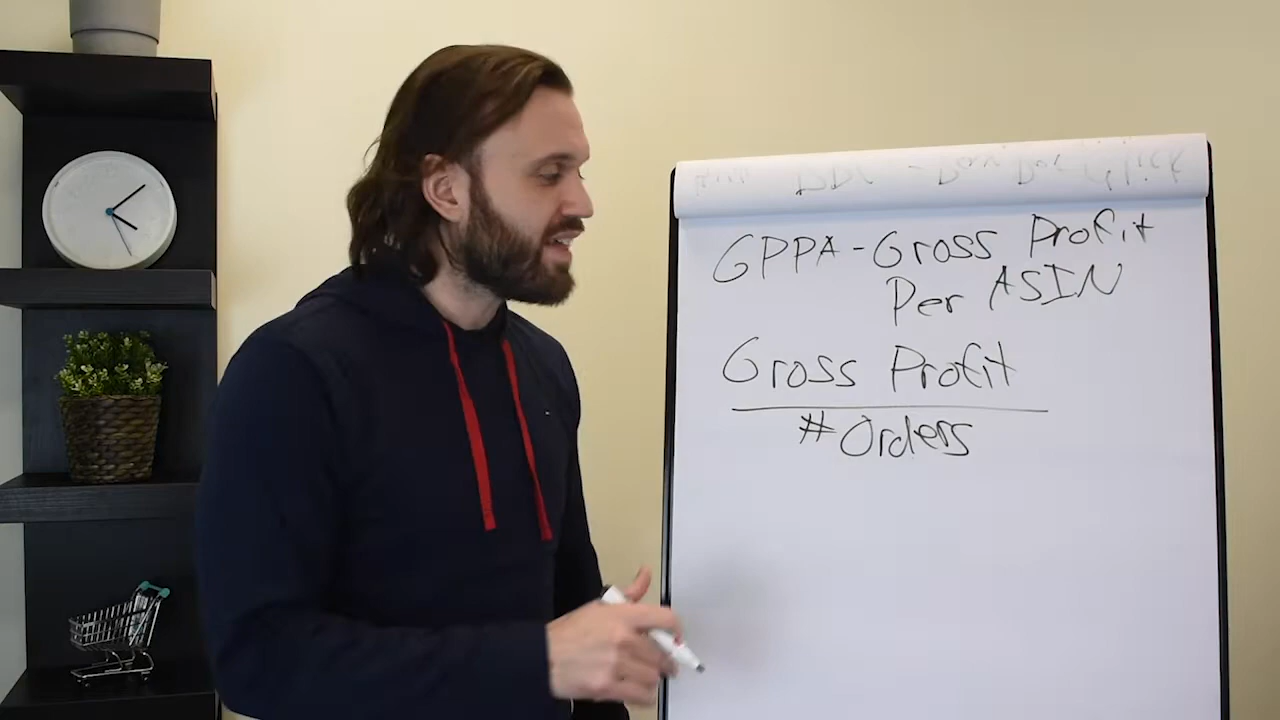 GPPA - Gross Profit
Per ASIN
Gross Profit
# Orders